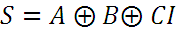 S = A ⊕ B ⊕ CI